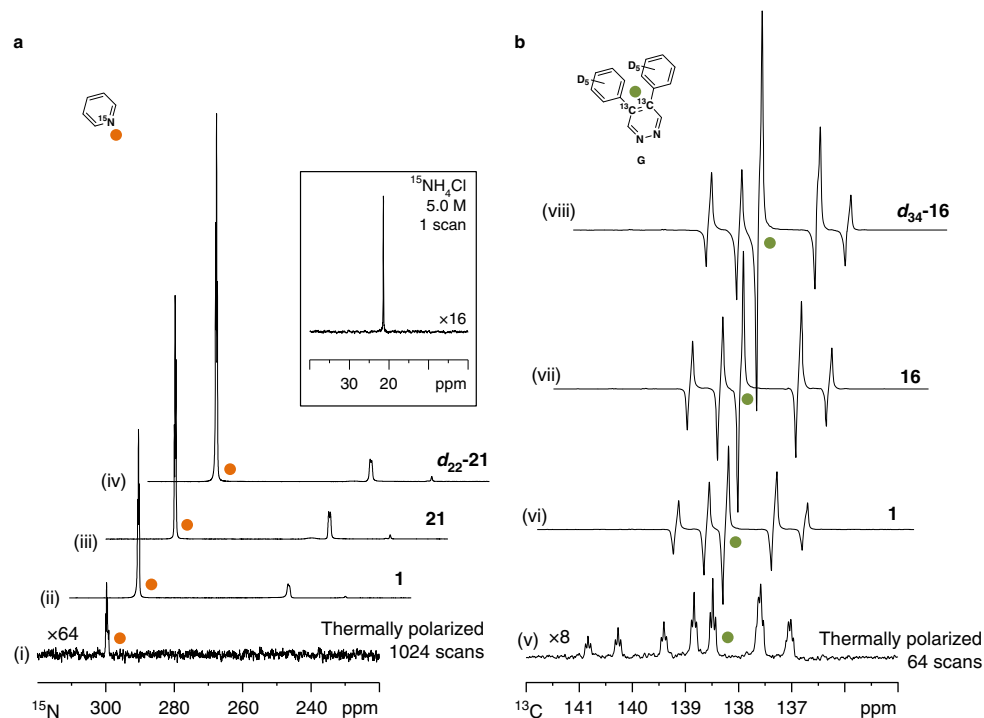 a
15N
15NH4Cl
5.0 M
1 scan
×16
30 20 ppm
(iv) d22-21
(iii) 21
(ii) 1
(i) ×64 Thermally polarized
1024 scans
15N 300 280 260 240 ppm
b
D5 D5
13C 13C
N N
G
(viii) d34-16
(vii) 16
(vi) 1
(v) ×8 Thermally polarized
64 scans
13C 141 140 139 138 137 ppm